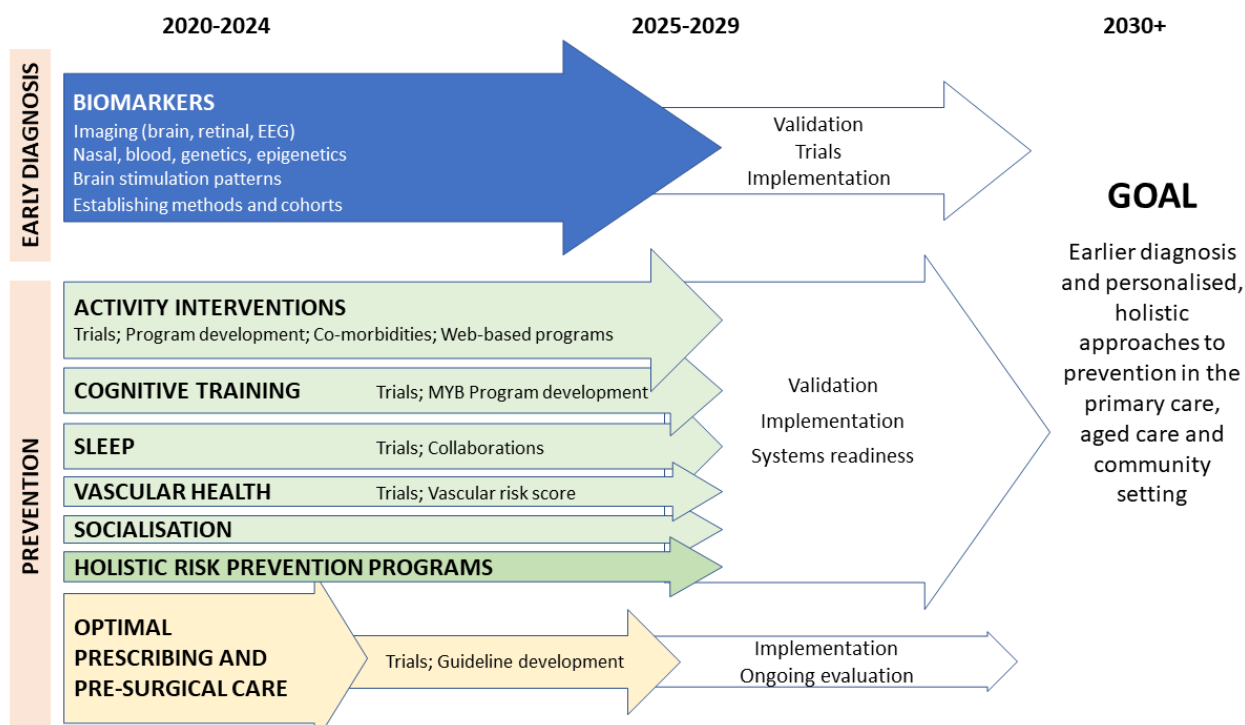 2020-2024
2025-2029
2030+
EARLY DIAGNOSIS
BIOMARKERS
Imaging (brain, retinal, EEG)
Nasal, blood, genetics, epigenetics
Brain stimulation patterns
Establishing methods and cohorts
Validation
Trials
Implementation
PREVENTION
ACTIVITY INTERVENTIONS
Trials; Program development; Co-morbidities; Web-based programs
COGNITIVE TRAINING
Trials; MYB Program development
SLEEP
Trials; Collaborations
VASCULAR HEALTH
Trials; Vascular risk score
SOCIALISATION
HOLISTIC RISK PREVENTION PROGRAMS
Validation
Implementation
Systems readiness
OPTIMAL
PRESCRIBING AND
PRE-SURGICAL CARE
Trials; Guideline development
Implementation
Ongoing evaluation
GOAL
Earlier diagnosis
and personalised,
holistic
approaches to
prevention in the
primary care,
aged care and
community
setting